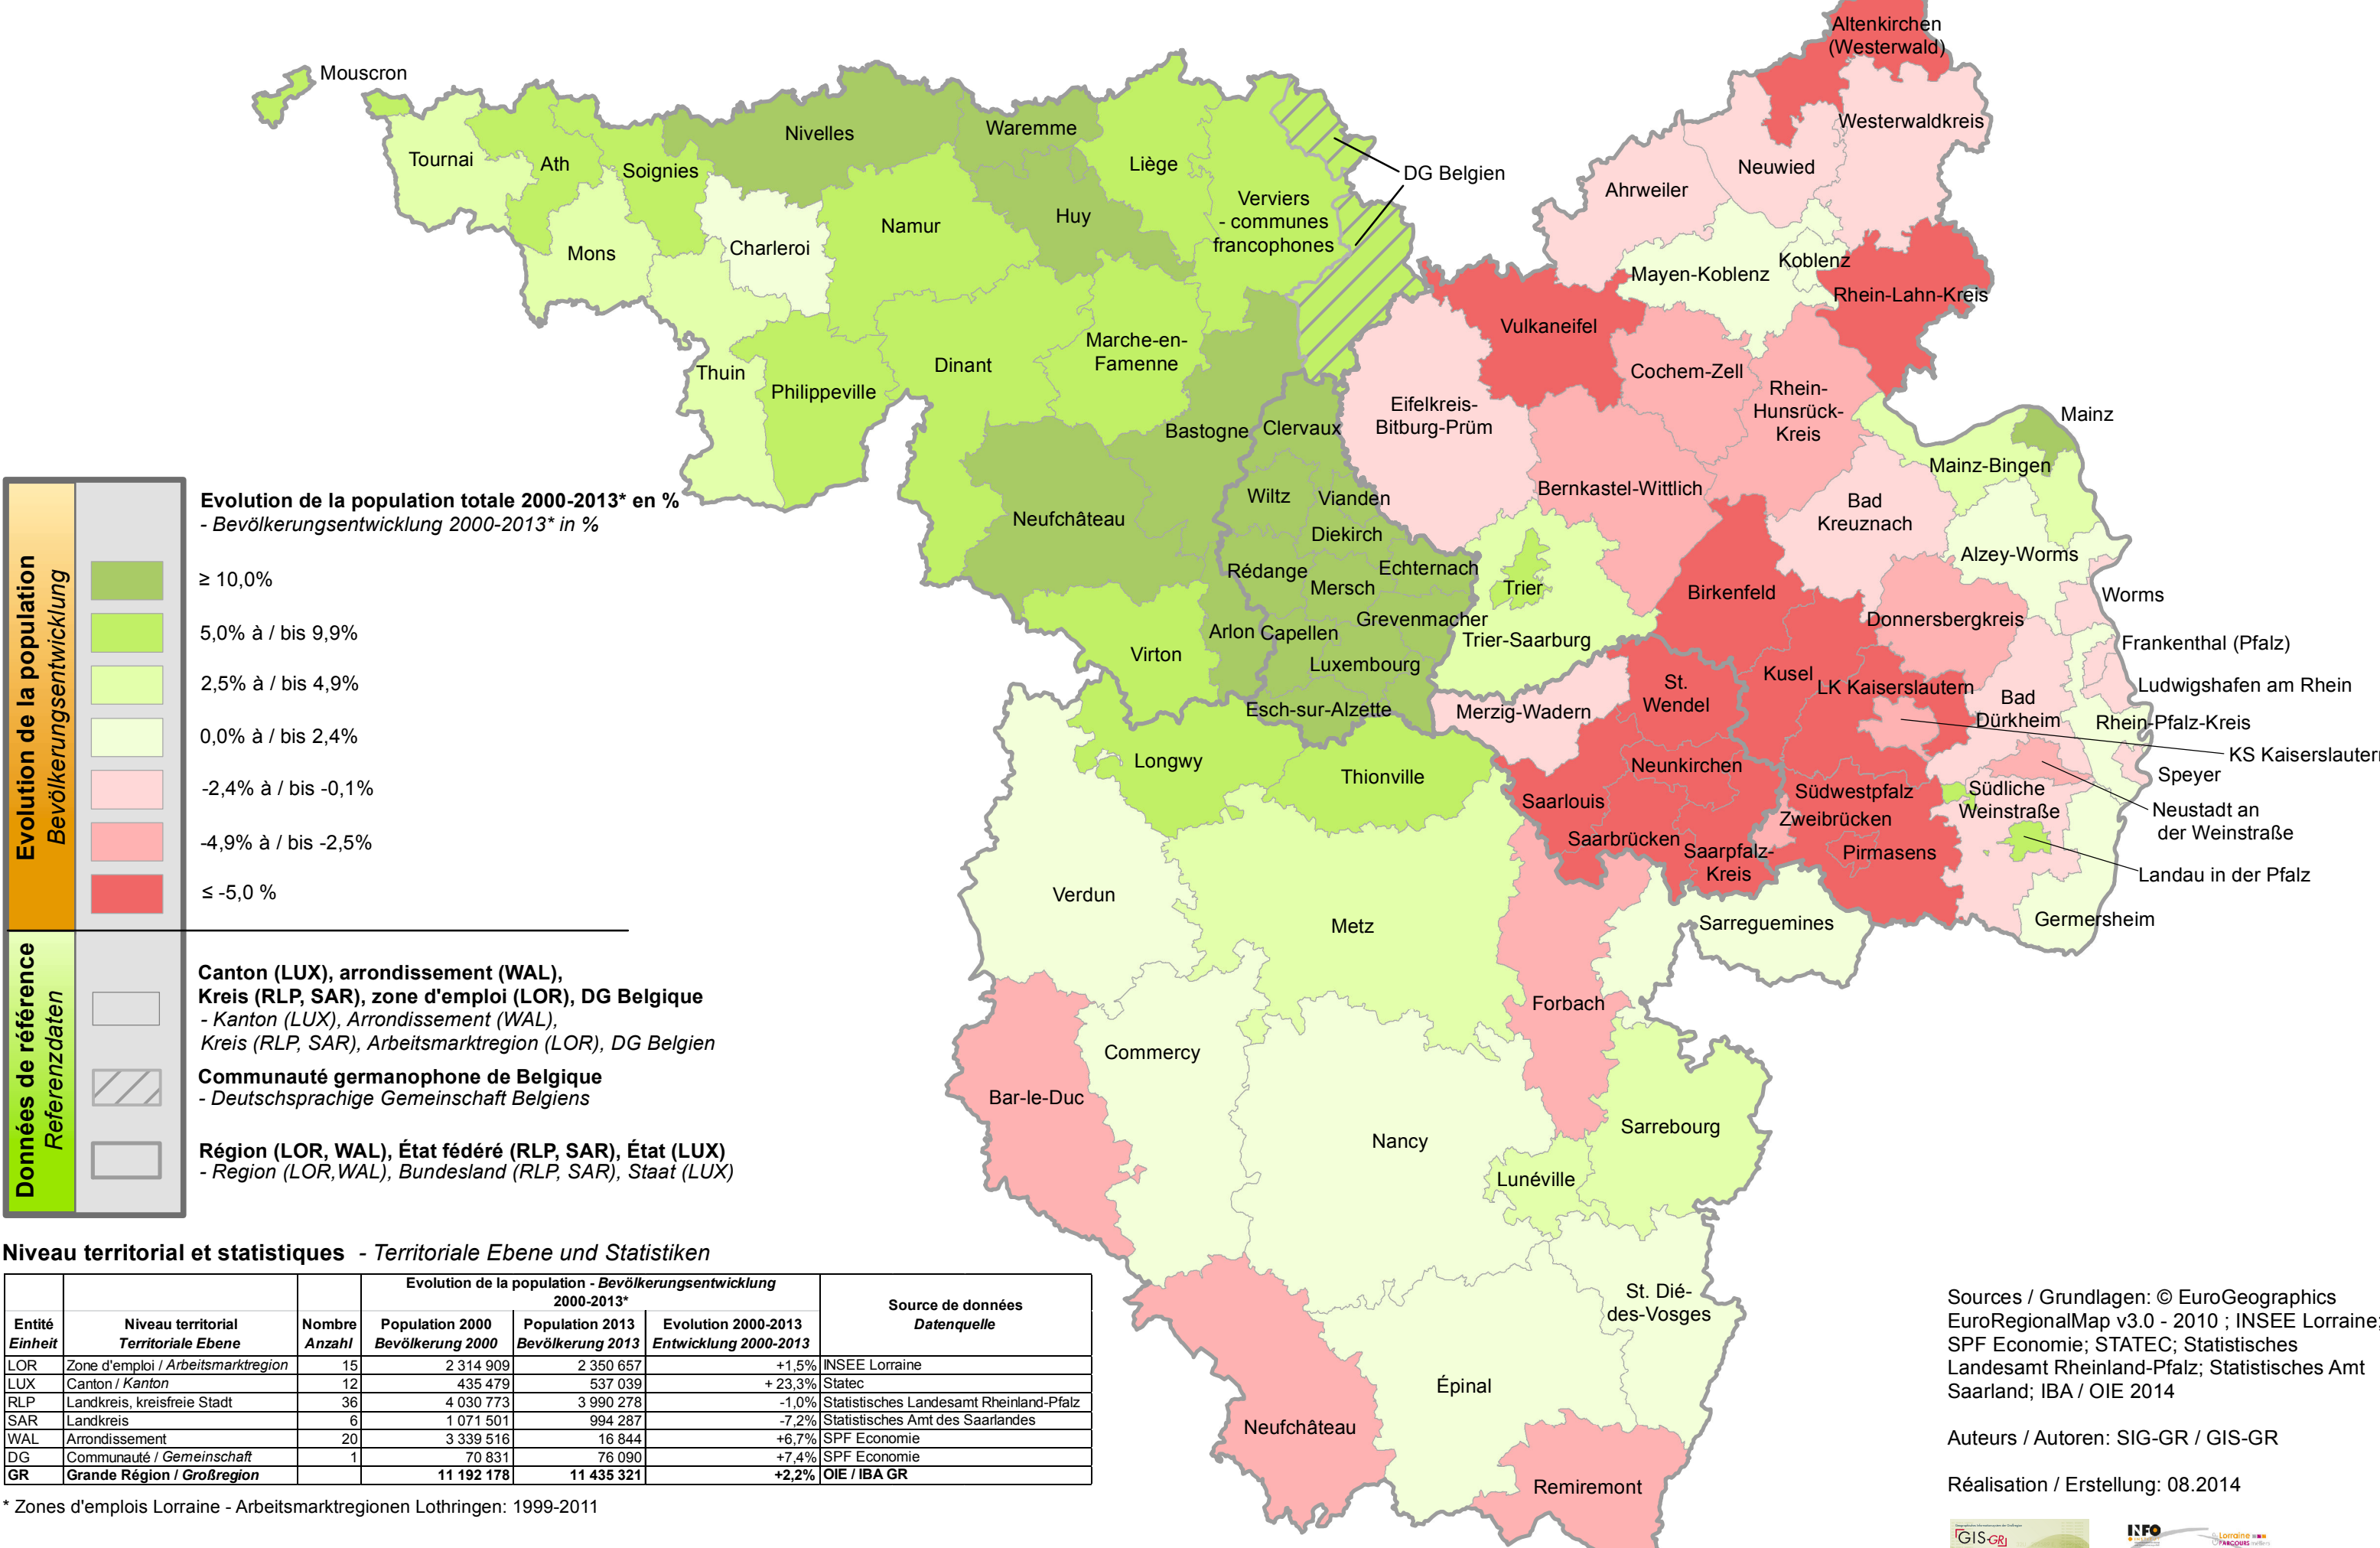 Altenkirchen
(Westerwald)
Mouscron
Westerwaldkreis
Nivelles
Waremme
Tournai
Ath
Soignies
Liège
DG Belgien
Neuwied
Ahrweiler
Verviers
- communes
francophones
Namur
Huy
Mons
Charleroi
Koblenz
Mayen-Koblenz
Rhein-Lahn-Kreis
Vulkaneifel
Marche-en-
Famenne
Dinant
Thuin
Philippeville
Cochem-Zell
Rhein-
Hunsrück-
Kreis
Eifelkreis-
Bitburg-Prüm
Bastogne
Clervaux
Mainz
Mainz-Bingen
Wiltz
Vianden
Bernkastel-Wittlich
Bad
Kreuznach
Neufchâteau
Diekirch
Alzey-Worms
Rédange
Echternach
Mersch
Trier
Birkenfeld
Worms
Grevenmacher
Donnersbergkreis
Arlon
Capellen
Trier-Saarburg
Frankenthal (Pfalz)
Virton
Luxembourg
Kusel
LK Kaiserslautern
Ludwigshafen am Rhein
St.
Wendel
Bad
Dürkheim
Esch-sur-Alzette
Merzig-Wadern
Rhein-Pfalz-Kreis
KS Kaiserslautern
Longwy
Thionville
Neunkirchen
Speyer
Saarlouis
Südwestpfalz
Südliche
Weinstraße
Neustadt an
der Weinstraße
Zweibrücken
Saarbrücken
Saarpfalz-
Kreis
Pirmasens
Landau in der Pfalz
Verdun
Metz
Sarreguemines
Germersheim
Forbach
Commercy
Bar-le-Duc
Nancy
Sarrebourg
Lunéville
St. Dié-
des-Vosges
Épinal
Neufchâteau
Remiremont
Evolution de la population
Bevölkerungsentwicklung
Evolution de la population totale 2000-2013* en %
- Bevölkerungsentwicklung 2000-2013* in %
≥ 10,0%
5,0% à / bis 9,9%
2,5% à / bis 4,9%
0,0% à / bis 2,4%
-2,4% à / bis -0,1%
-4,9% à / bis -2,5%
≤ -5,0 %
Données de référence
Referenzdaten
Canton (LUX), arrondissement (WAL),
Kreis (RLP, SAR), zone d'emploi (LOR), DG Belgique
- Kanton (LUX), Arrondissement (WAL),
Kreis (RLP, SAR), Arbeitsmarktregion (LOR), DG Belgien
Communauté germanophone de Belgique
- Deutschsprachige Gemeinschaft Belgiens
Région (LOR, WAL), État fédéré (RLP, SAR), État (LUX)
- Region (LOR,WAL), Bundesland (RLP, SAR), Staat (LUX)
Niveau territorial et statistiques - Territoriale Ebene und Statistiken
Evolution de la population - Bevölkerungsentwicklung
2000-2013*
Source de données
Datenquelle
Entité Niveau territorial Nombre Population 2000 Population 2013 Evolution 2000-2013
Einheit Territoriale Ebene Anzahl Bevölkerung 2000 Bevölkerung 2013 Entwicklung 2000-2013
LOR Zone d'emploi / Arbeitsmarktregion 15 2 314 909 2 350 657 +1,5% INSEE Lorraine
LUX Canton / Kanton 12 435 479 537 039 + 23,3% Statec
RLP Landkreis, kreisfreie Stadt 36 4 030 773 3 990 278 -1,0% Statistisches Landesamt Rheinland-Pfalz
SAR Landkreis 6 1 071 501 994 287 -7,2% Statistisches Amt des Saarlandes
WAL Arrondissement 20 3 339 516 16 844 +6,7% SPF Economie
DG Communauté / Gemeinschaft 1 70 831 76 090 +7,4% SPF Economie
GR Grande Région / Großregion 11 192 178 11 435 321 +2,2% OIE / IBA GR
* Zones d'emplois Lorraine - Arbeitsmarktregionen Lothringen: 1999-2011
Sources / Grundlagen: © EuroGeographics
EuroRegionalMap v3.0 - 2010 ; INSEE Lorraine;
SPF Economie; STATEC; Statistisches
Landesamt Rheinland-Pfalz; Statistisches Amt
Saarland; IBA / OIE 2014
Auteurs / Autoren: SIG-GR / GIS-GR
Réalisation / Erstellung: 08.2014
GIS-GR
INFO
Lorraine
PARCOURS métiers